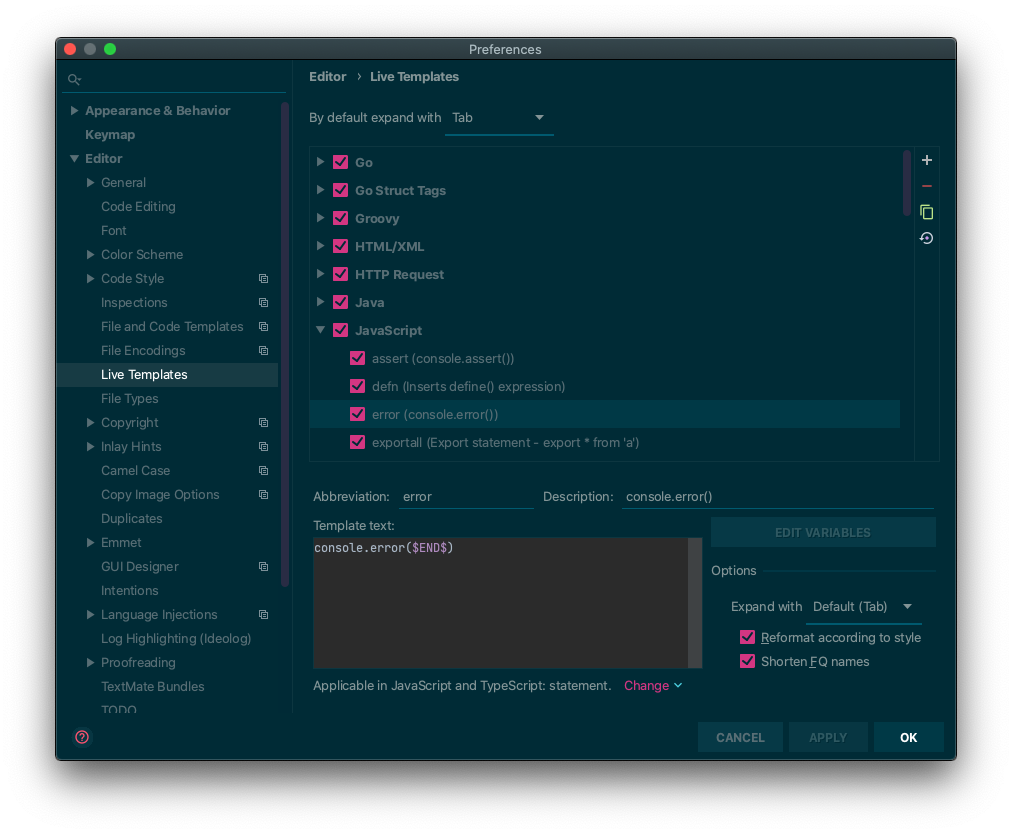 Preferences
Appearance & Behavior
Keymap
Editor
General
Code Editing
Font
Color Scheme
Code Style
Inspections
File and Code Templates
File Encodings
Live Templates
File Types
Copyright
Inlay Hints
Camel Case
Copy Image Options
Duplicates
Emmet
GUI Designer
Intentions
Language Injections
Log Highlighting (Ideolog)
Proofreading
TextMate Bundles
TODO
Editor › Live Templates
By default expand with Tab
Go
Go Struct Tags
Groovy
HTML/XML
HTTP Request
Java
JavaScript
assert (console.assert())
defn (Inserts define() expression)
error (console.error())
exportall (Export statement - export * from 'a')
Abbreviation: error Description: console.error()
Template text:
console.error($END$)
EDIT VARIABLES
Options
Expand with Default (Tab)
Reformat according to style
Shorten FQ names
Applicable in JavaScript and TypeScript: statement. Change
? CANCEL APPLY OK